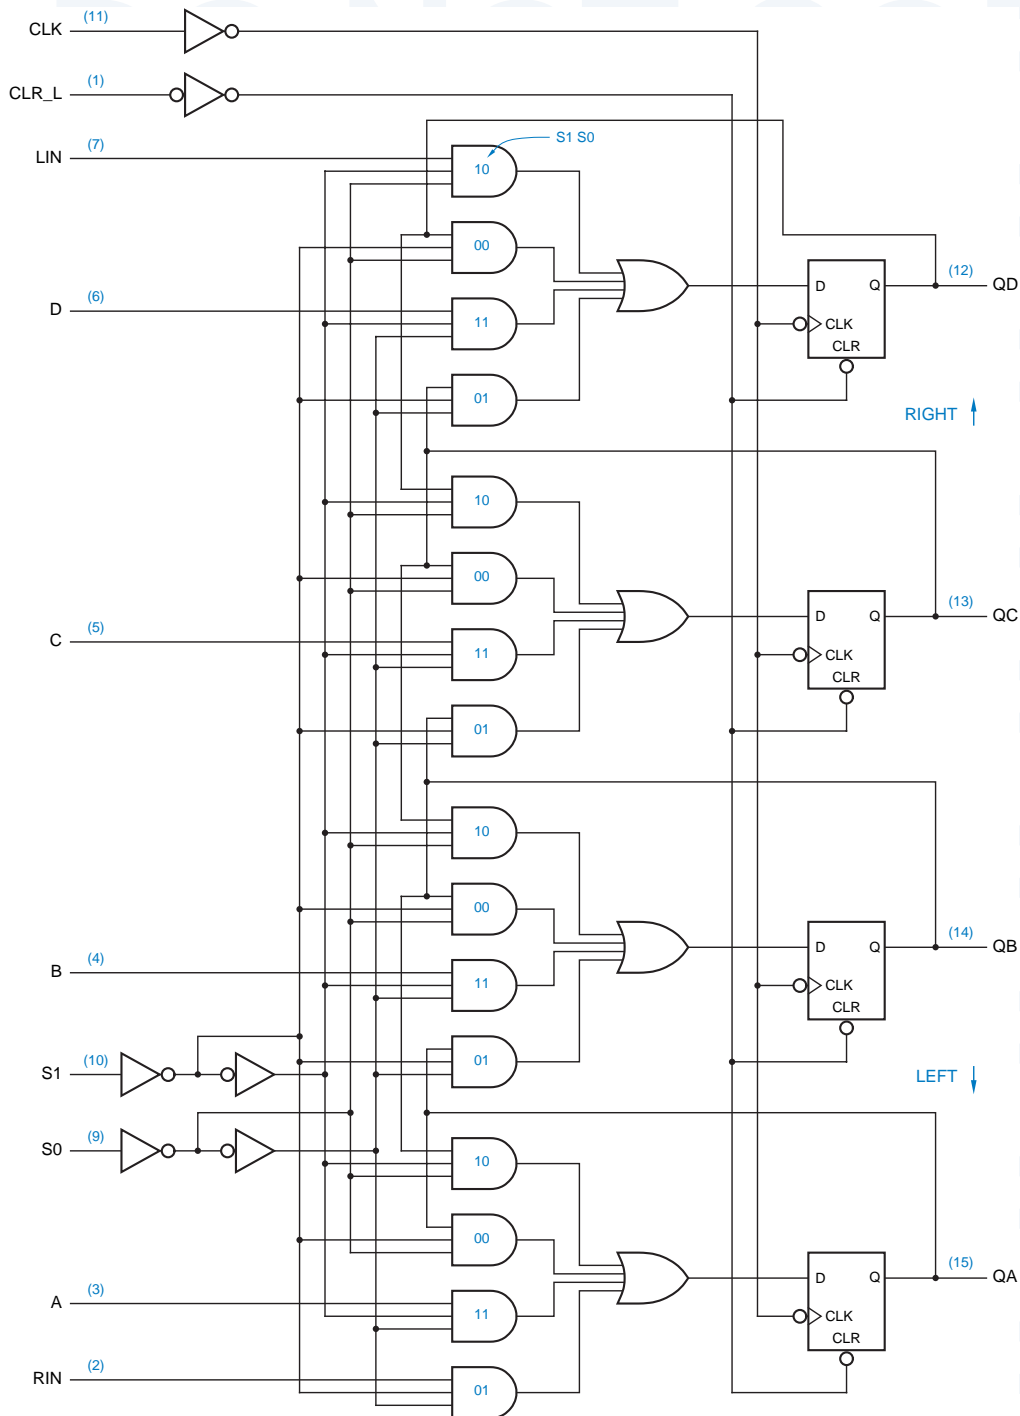 CLK (11)
CLR_L (1)
LIN (7)
S1 S0
10
00
D (6)
11
01
D Q
CLK
CLR
(12) QD
RIGHT
10
00
C (5)
11
01
D Q
CLK
CLR
(13) QC
10
00
B (4)
11
01
D Q
CLK
CLR
(14) QB
LEFT
S1 (10)
S0 (9)
10
00
A (3)
11
RIN (2)
01
D Q
CLK
CLR
(15) QA